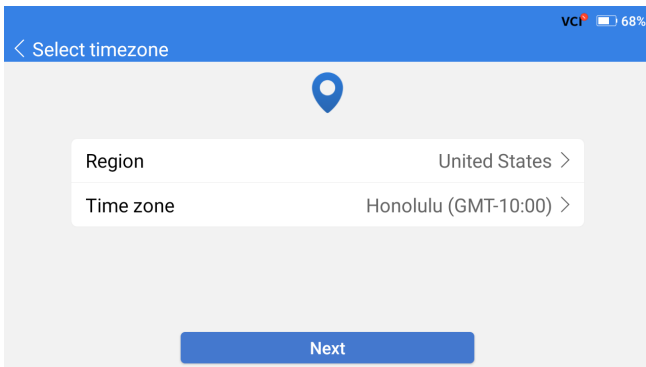 VCI 68%
< Select timezone
Region United States >
Time zone Honolulu (GMT-10:00) >
Next